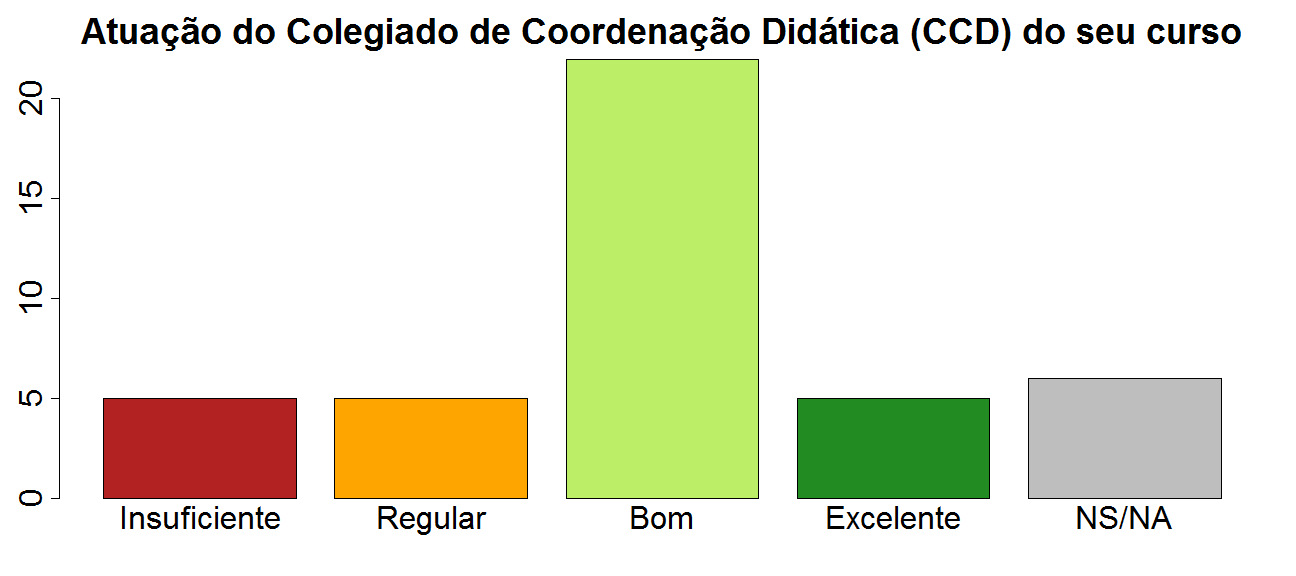 Atuação do Colegiado de Coordenação Didática (CCD) do seu curso
20
15
10
5
0
Insuficiente Regular Bom Excelente NS/NA